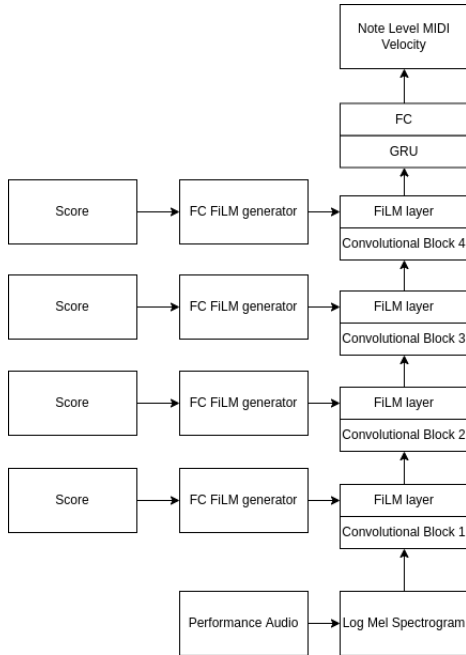 Note Level MIDI
Velocity
FC
GRU
Score
FC FiLM generator
FiLM layer
Convolutional Block 4
Score
FC FiLM generator
FiLM layer
Convolutional Block 3
Score
FC FiLM generator
FiLM layer
Convolutional Block 2
Score
FC FiLM generator
FiLM layer
Convolutional Block 1
Performance Audio
Log Mel Spectrogram